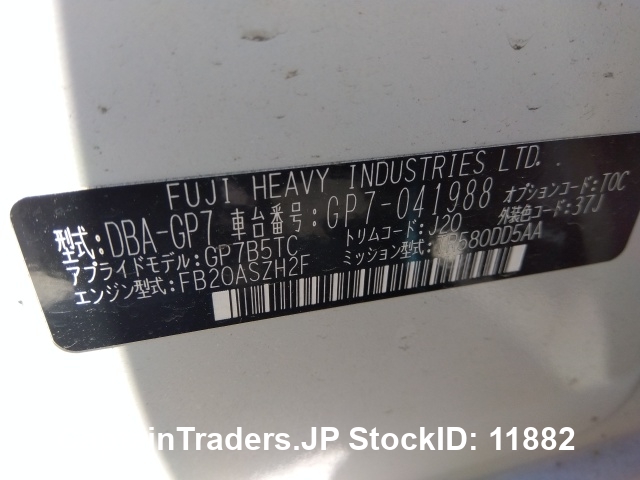 FUJI HEAVY INDUSTRIES LTD.
型式:DBA-GP7 車台番号:GP7-041988 オプションコード:TOC
アプライドモデル:GP7B5TC トリムコード:J20 外装色コード:37J
エンジン型式:FB20ASZH2F ミッション型式:
inTraders.JP StockID: 11882